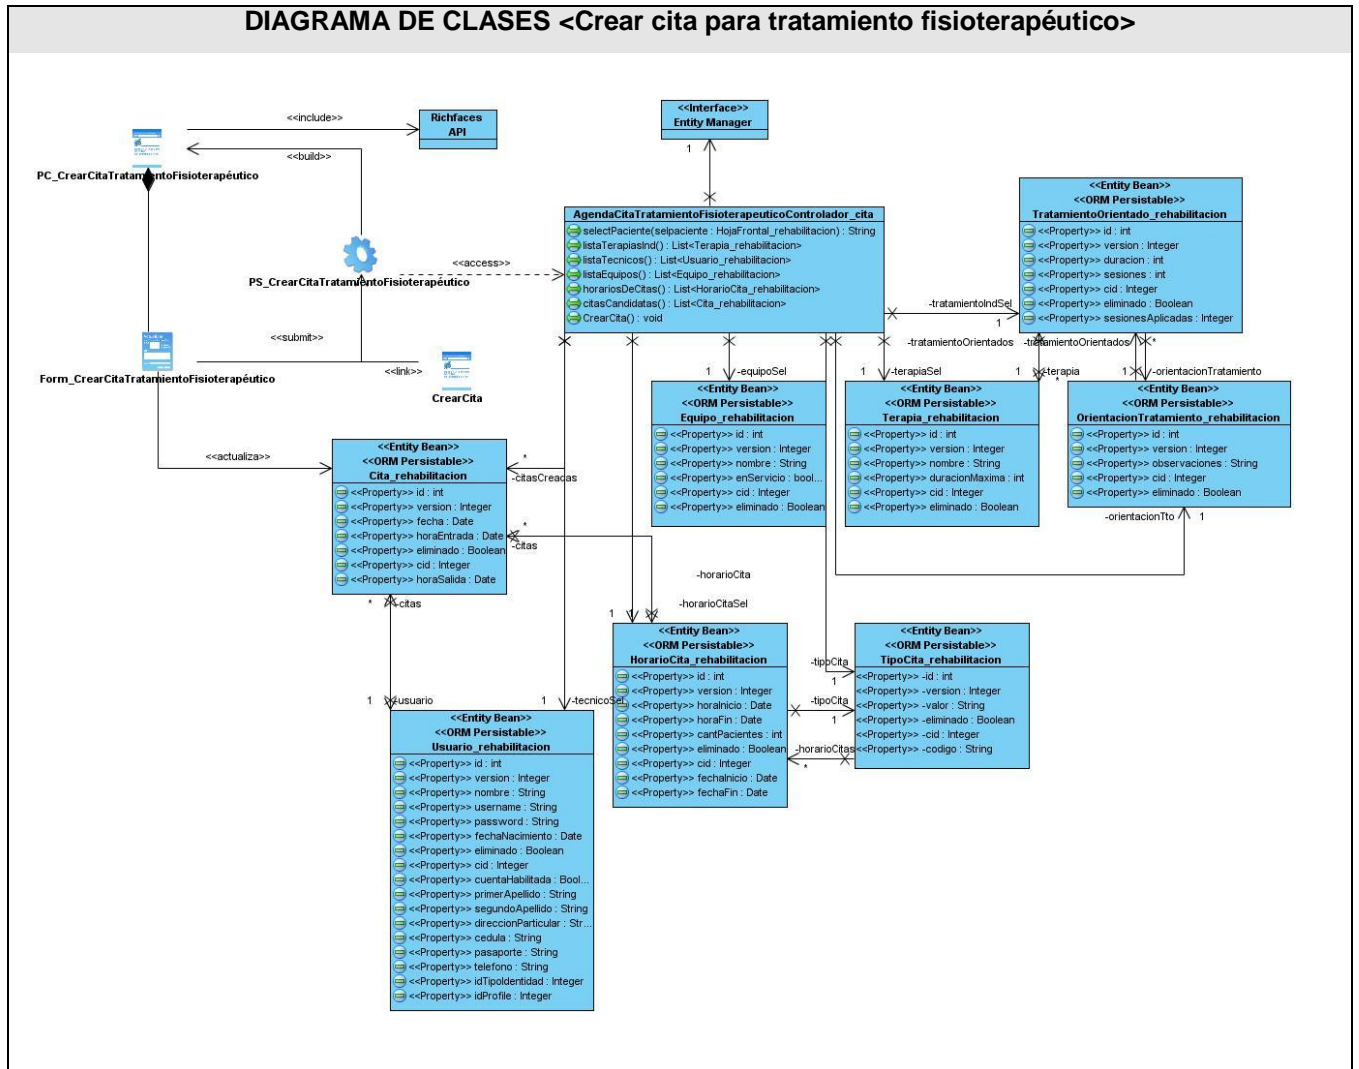 DIAGRAMA DE CLASES <Crear cita para tratamiento fisioterapéutico>
<<include>>
Richfaces
API
<<Interface>>
Entity Manager
1
<<build>>
PC_CrearCitaTratamientoFisioterapéutico
<<access>>
PS_CrearCitaTratamientoFisioterapéutico
<<submit>>
<<link>>
Form_CrearCitaTratamientoFisioterapéutico
CrearCita
<<actualiza>>
AgendaCitaTratamientoFisioterapeuticoControlador_cita
selectPaciente(selpaciente : HojaFrontal_rehabilitacion) : String
listaTerapiasInd() : List<Terapia_rehabilitacion>
listaTecnicos() : List<Usuario_rehabilitacion>
listaEquipos() : List<Equipo_rehabilitacion>
horariosDeCitas() : List<HorarioCita_rehabilitacion>
citasCandidatas() : List<Cita_rehabilitacion>
CrearCita() : void
<<Entity Bean>>
<<ORM Persistable>>
TratamientoOrientado_rehabilitacion
<<Property>> id : int
<<Property>> version : Integer
<<Property>> duracion : int
<<Property>> sesiones : int
<<Property>> cid : Integer
<<Property>> eliminado : Boolean
<<Property>> sesionesAplicadas : Integer
-tratamientoIndSel
1
-tratamientoOrientados
-tratamientoOrientados
*
1 -equipoSel
1 -terapiaSel
1 -terapia
*
1 -orientacionTratamiento
<<Entity Bean>>
<<ORM Persistable>>
Equipo_rehabilitacion
<<Property>> id : int
<<Property>> version : Integer
<<Property>> nombre : String
<<Property>> enServicio : bool...
<<Property>> cid : Integer
<<Property>> eliminado : Boolean
<<Entity Bean>>
<<ORM Persistable>>
Terapia_rehabilitacion
<<Property>> id : int
<<Property>> version : Integer
<<Property>> nombre : String
<<Property>> duracionMaxima : int
<<Property>> cid : Integer
<<Property>> eliminado : Boolean
<<Entity Bean>>
<<ORM Persistable>>
OrientacionTratamiento_rehabilitacion
<<Property>> id : int
<<Property>> version : Integer
<<Property>> observaciones : String
<<Property>> cid : Integer
<<Property>> eliminado : Boolean
-orientacionTto 1
<<Entity Bean>>
<<ORM Persistable>>
Cita_rehabilitacion
<<Property>> id : int
<<Property>> version : Integer
<<Property>> fecha : Date
<<Property>> horaEntrada : Date
<<Property>> eliminado : Boolean
<<Property>> cid : Integer
<<Property>> horaSalida : Date
*
-citasCreadas
*
-citas
* -citas
-horarioCita
-horarioCitaSel
1 1
<<Entity Bean>>
<<ORM Persistable>>
HorarioCita_rehabilitacion
<<Property>> id : int
<<Property>> version : Integer
<<Property>> horaInicio : Date
<<Property>> horaFin : Date
<<Property>> cantPacientes : int
<<Property>> eliminado : Boolean
<<Property>> cid : Integer
<<Property>> fechaInicio : Date
<<Property>> fechaFin : Date
-tipoCita
1
-tipoCita
1
-horarioCitas
*
<<Entity Bean>>
<<ORM Persistable>>
TipoCita_rehabilitacion
<<Property>> -id : int
<<Property>> -version : Integer
<<Property>> -valor : String
<<Property>> -eliminado : Boolean
<<Property>> -cid : Integer
<<Property>> -codigo : String
1 -usuario
1 -tecnicoSel
<<Entity Bean>>
<<ORM Persistable>>
Usuario_rehabilitacion
<<Property>> id : int
<<Property>> version : Integer
<<Property>> nombre : String
<<Property>> username : String
<<Property>> password : String
<<Property>> fechaNacimiento : Date
<<Property>> eliminado : Boolean
<<Property>> cid : Integer
<<Property>> cuentaHabilitada : Bool...
<<Property>> primerApellido : String
<<Property>> segundoApellido : String
<<Property>> direccionParticular : Str...
<<Property>> cedula : String
<<Property>> pasaporte : String
<<Property>> telefono : String
<<Property>> idTipoIdentidad : Integer
<<Property>> idProfile : Integer